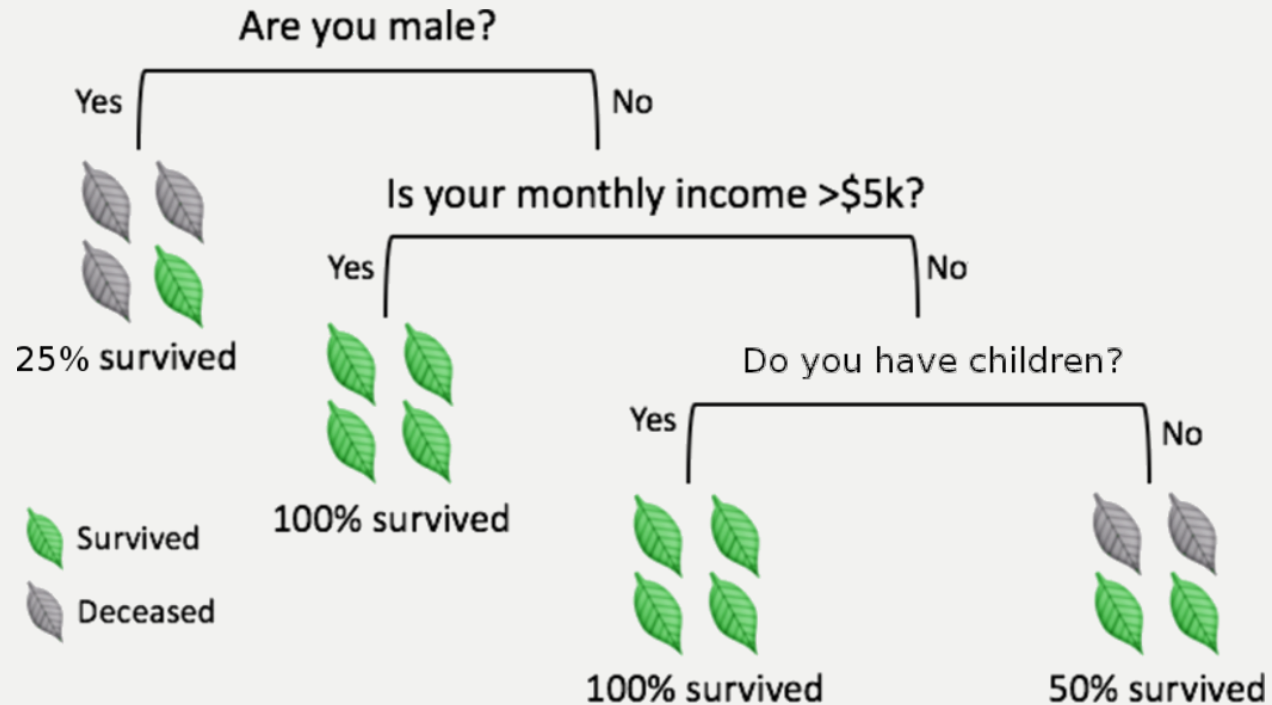 Are you male?
Yes
No
Is your monthly income >$5k?
Yes
No
25% survived
Do you have children?
Yes
No
100% survived
Survived
Deceased
100% survived
50% survived